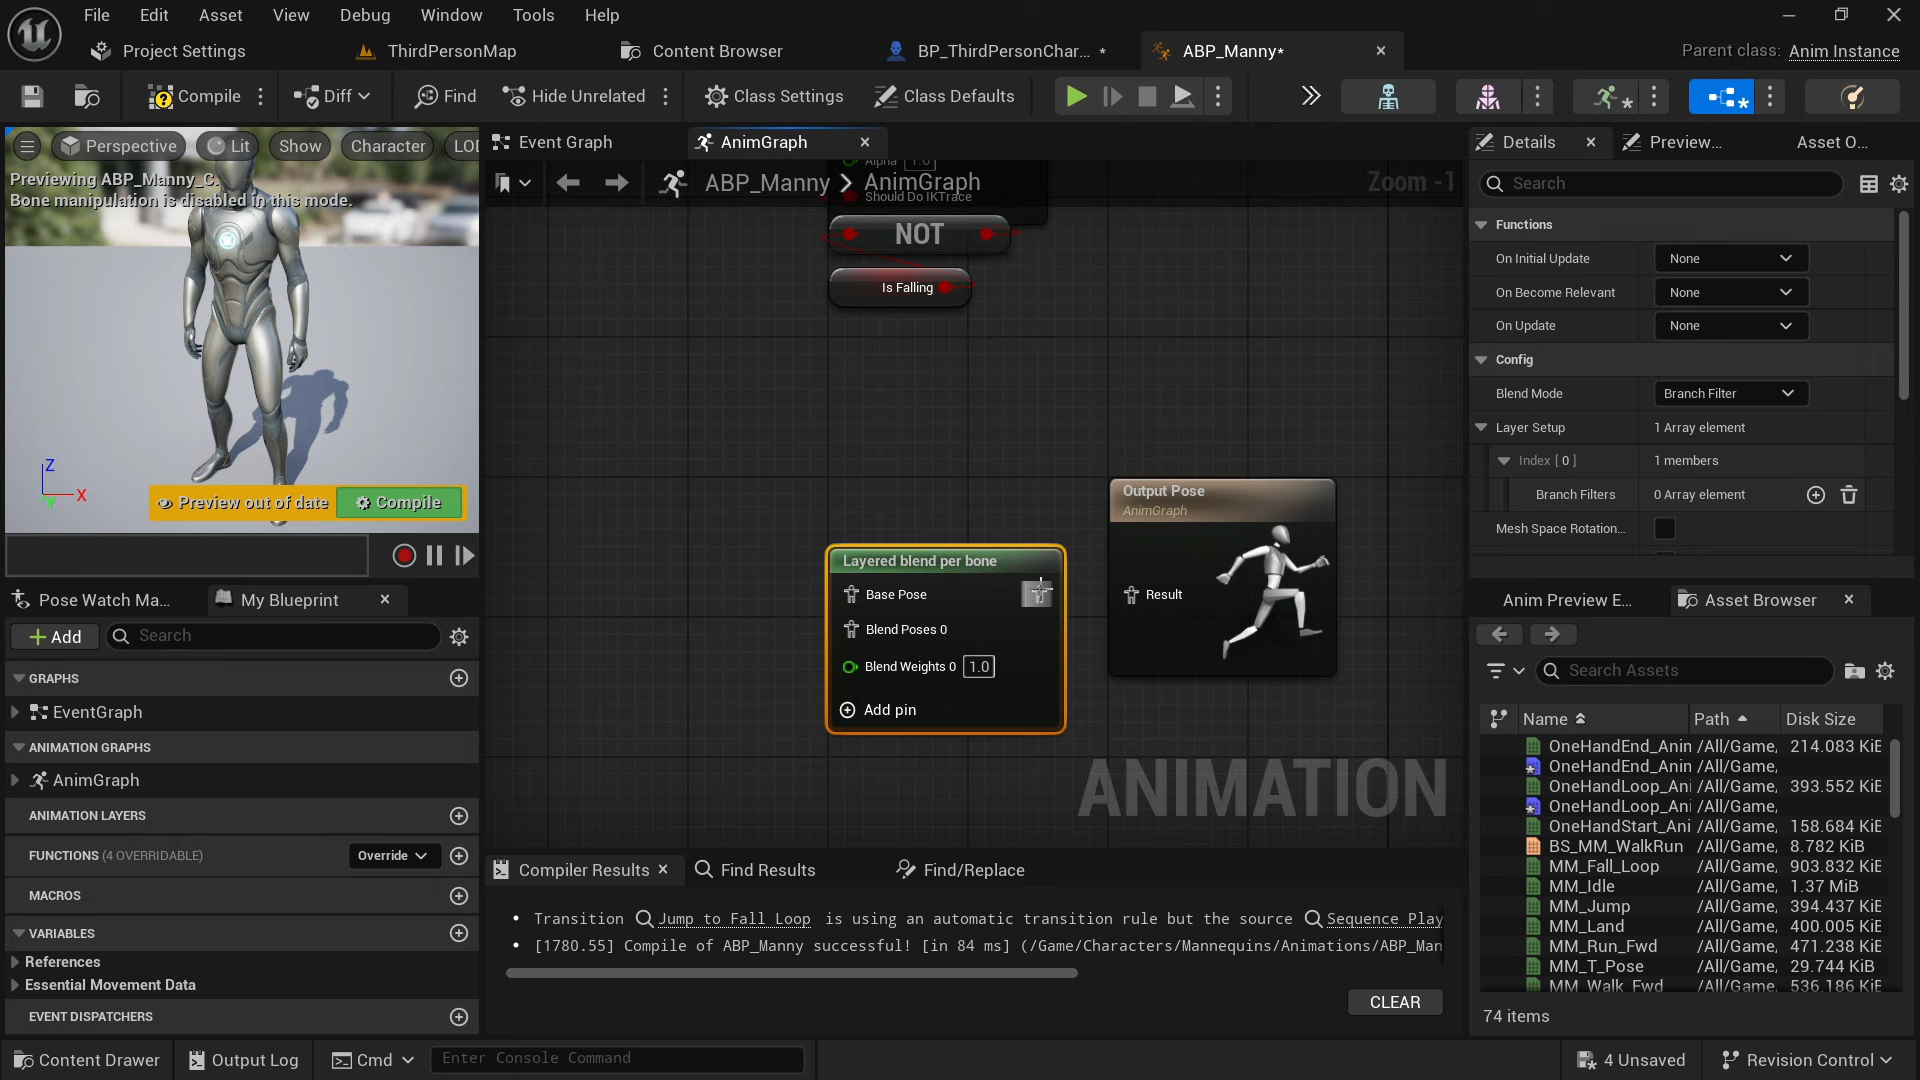 File Edit Asset View Debug Window Tools Help
Project Settings ThirdPersonMap Content Browser BP_ThirdPersonChar... * ABP_Manny* Parent class: Anim Instance
Compile Diff Find Hide Unrelated Class Settings Class Defaults
Perspective Lit Show Character LO
Previewing ABP_Manny_C.
Bone manipulation is disabled in this mode.
Z
X
Y
Preview out of date Compile
Pose Watch Ma... My Blueprint
Add Search
GRAPHS
EventGraph
ANIMATION GRAPHS
AnimGraph
ANIMATION LAYERS
FUNCTIONS (4 OVERRIDABLE) Override
MACROS
VARIABLES
References
Essential Movement Data
EVENT DISPATCHERS
Event Graph AnimGraph
ABP_Manny > AnimGraph Zoom -1
Alpha 1.0
Should Do IKTrace
NOT
Is Falling
Layered blend per bone
Base Pose
Blend Poses 0
Blend Weights 0 1.0
Add pin
Output Pose
AnimGraph
Result
ANIMATION
Compiler Results Find Results Find/Replace
Transition Jump to Fall Loop is using an automatic transition rule but the source Sequence Play
[1780.55] Compile of ABP_Manny successful! [in 84 ms] (/Game/Characters/Mannequins/Animations/ABP_Man
CLEAR
Details Preview... Asset O...
Search
Functions
On Initial Update None
On Become Relevant None
On Update None
Config
Blend Mode Branch Filter
Layer Setup 1 Array element
Index [ 0 ] 1 members
Branch Filters 0 Array element
Mesh Space Rotation...
Anim Preview E... Asset Browser
Search Assets
Name Path Disk Size
OneHandEnd_Anin /All/Game, 214.083 KiE
OneHandEnd_Anin /All/Game,
OneHandLoop_Ani /All/Game, 393.552 KiE
OneHandLoop_Ani /All/Game,
OneHandStart_Ani /All/Game, 158.684 KiE
BS_MM_WalkRun /All/Game, 8.782 KiB
MM_Fall_Loop /All/Game, 903.832 KiE
MM_Idle /All/Game, 1.37 MiB
MM_Jump /All/Game, 394.437 KiE
MM_Land /All/Game, 400.005 KiE
MM_Run_Fwd /All/Game, 471.238 KiE
MM_T_Pose /All/Game, 29.744 KiB
MM_Walk_Fwd /All/Game, 536.186 KiE
74 items
Content Drawer Output Log Cmd Enter Console Command 4 Unsaved Revision Control